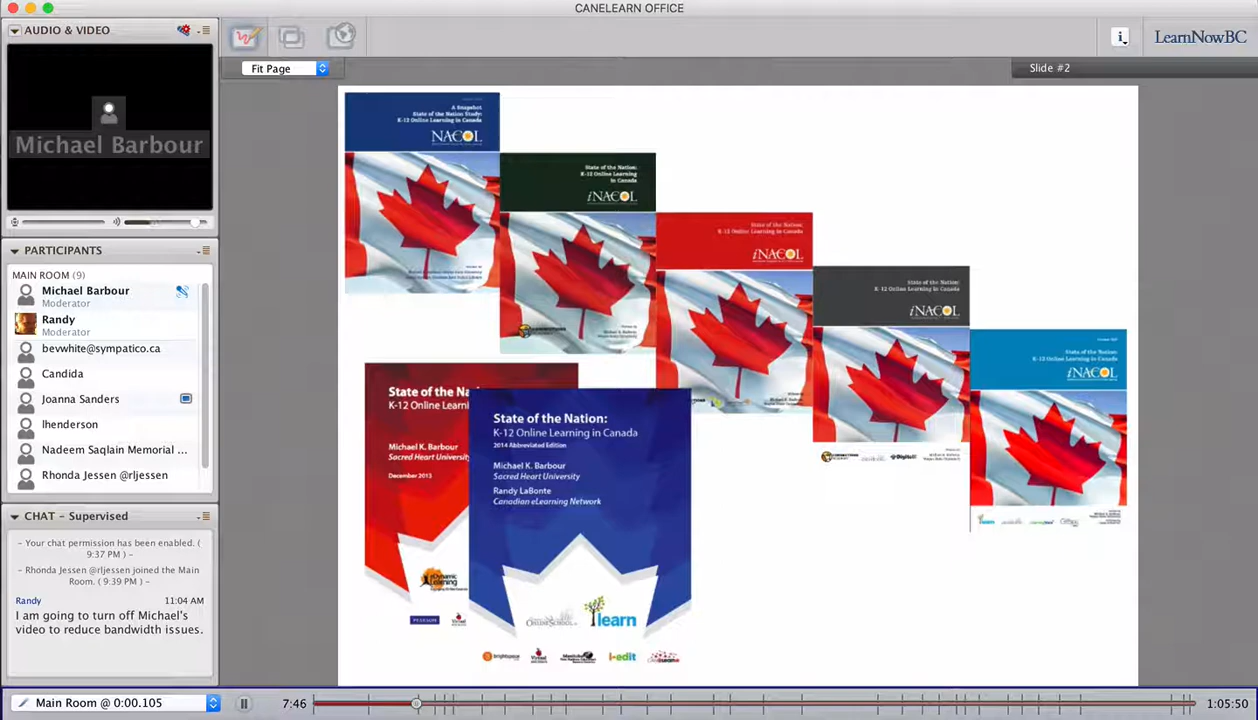 CANELEARN OFFICE
AUDIO & VIDEO
Michael Barbour
PARTICIPANTS
MAIN ROOM (9)
Michael Barbour
Moderator
Randy
Moderator
bevwhite@sympatico.ca
Candida
Joanna Sanders
lhenderson
Nadeem Saqlain Memorial ...
Rhonda Jessen @rljessen
CHAT – Supervised
– Your chat permission has been enabled. (
9:37 PM ) –
– Rhonda Jessen @rljessen joined the Main
Room. ( 9:39 PM ) –
Randy 11:04 AM
I am going to turn off Michael's
video to reduce bandwidth issues.
Fit Page
i
LearnNowBC
Slide #2
A Snapshot
State of the Nation Study:
K-12 Online Learning in Canada
NACOL
State of the Nation:
K-12 Online Learning
in Canada
iNACOL
State of the Nation:
K-12 Online Learning in Canada
iNACOL
State of the Nation:
K-12 Online Learning in Canada
iNACOL
State of the Nation:
K-12 Online Learning in Canada
iNACOL
State of the Na
K-12 Online Learni
Michael K. Barbour
Sacred Heart University
December 2013
Dynamic
Learning
PEARSON
State of the Nation:
K-12 Online Learning in Canada
2014 Abbreviated Edition
Michael K. Barbour
Sacred Heart University
Randy LaBonte
Canadian eLearning Network
learn
brightspace
i-edit
Main Room @ 0:00.105
7:46
1:05:50